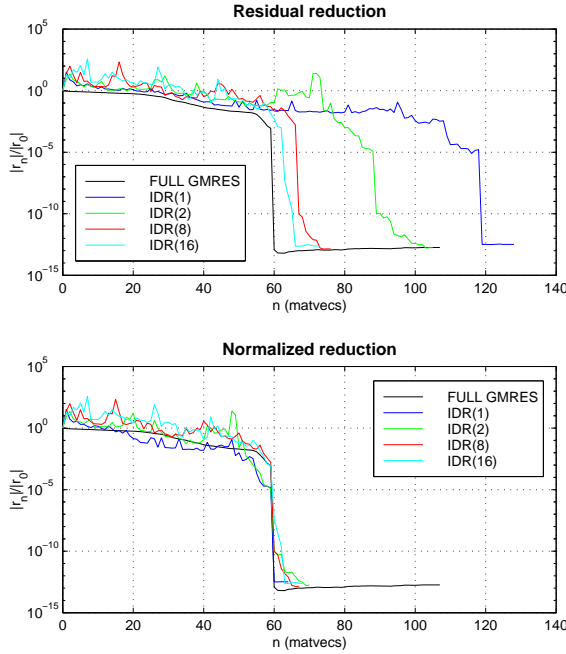 Residual reduction
10^5
10^0
10^-5
10^-10
10^-15
|r_n|/|r_0|
FULL GMRES
IDR(1)
IDR(2)
IDR(8)
IDR(16)
0 20 40 60 80 100 120 140
n (matvecs)
Normalized reduction
10^5
10^0
10^-5
10^-10
10^-15
|r_n|/|r_0|
FULL GMRES
IDR(1)
IDR(2)
IDR(8)
IDR(16)
0 20 40 60 80 100 120 140
n (matvecs)